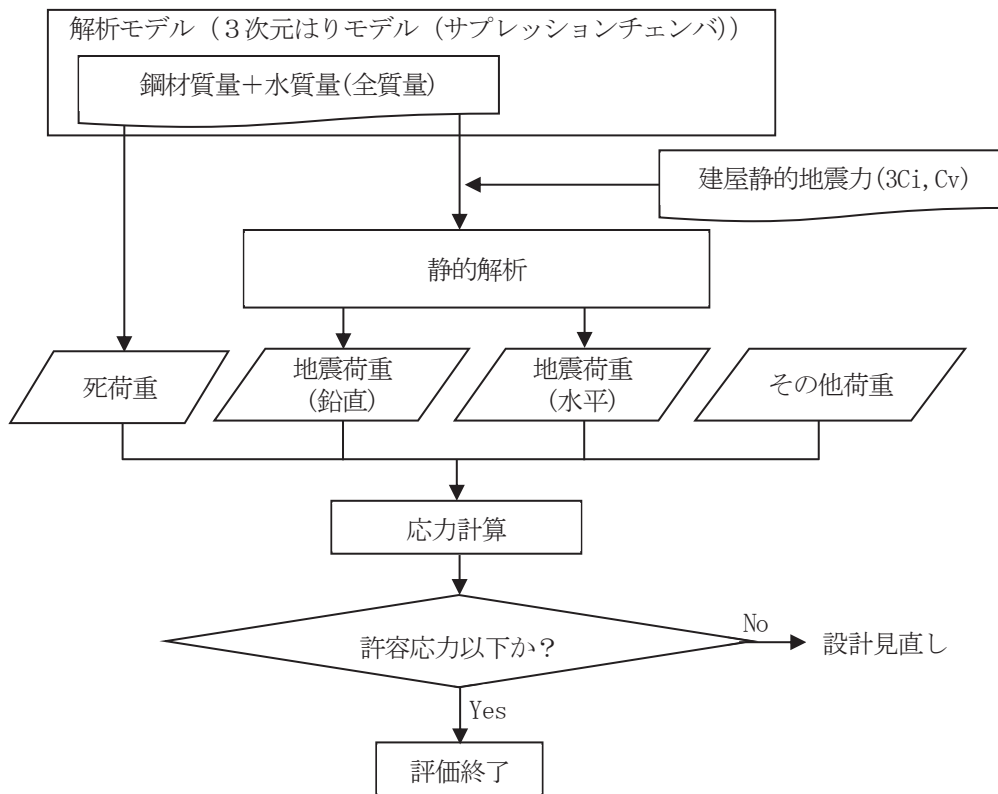 解析モデル（３次元はりモデル（サプレッションチェンバ））
鋼材質量＋水質量(全質量)
建屋静的地震力(3Ci,Cv)
静的解析
死荷重
地震荷重
(鉛直)
地震荷重
(水平)
その他荷重
応力計算
許容応力以下か？
No
設計見直し
Yes
評価終了